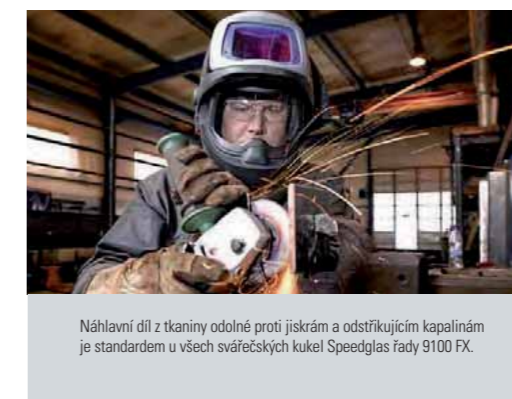 Náhlavní díl z tkaniny odolné proti jiskrám a odstřikujícím kapalinám
je standardem u všech svářečských kukel Speedglas řady 9100 FX.